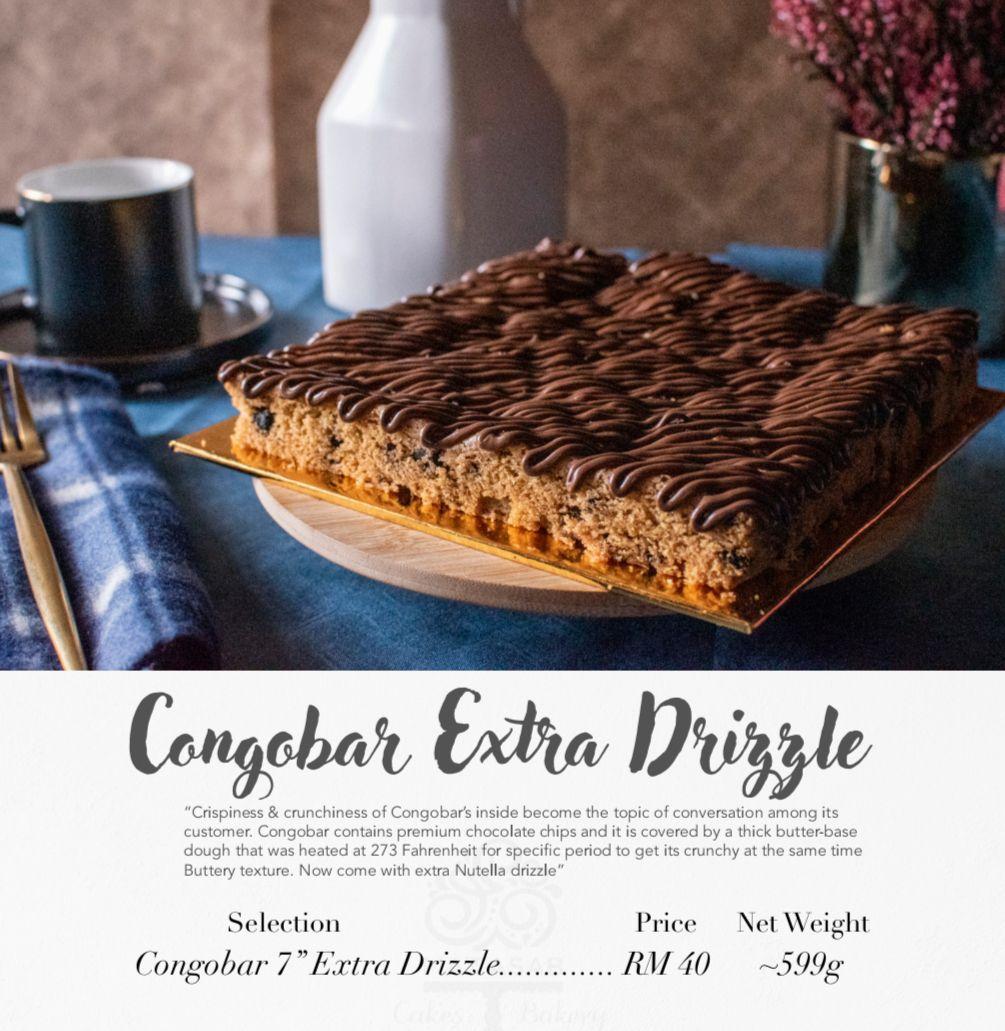 Congobar Extra Drizzle
“Crispiness & crunchiness of Congobar’s inside become the topic of conversation among its
customer. Congobar contains premium chocolate chips and it is covered by a thick butter-base
dough that was heated at 273 Fahrenheit for specific period to get its crunchy at the same time
Buttery texture. Now come with extra Nutella drizzle”
Selection Price Net Weight
Congobar 7” Extra Drizzle............. RM 40 ~599g
Cakes & Bakery